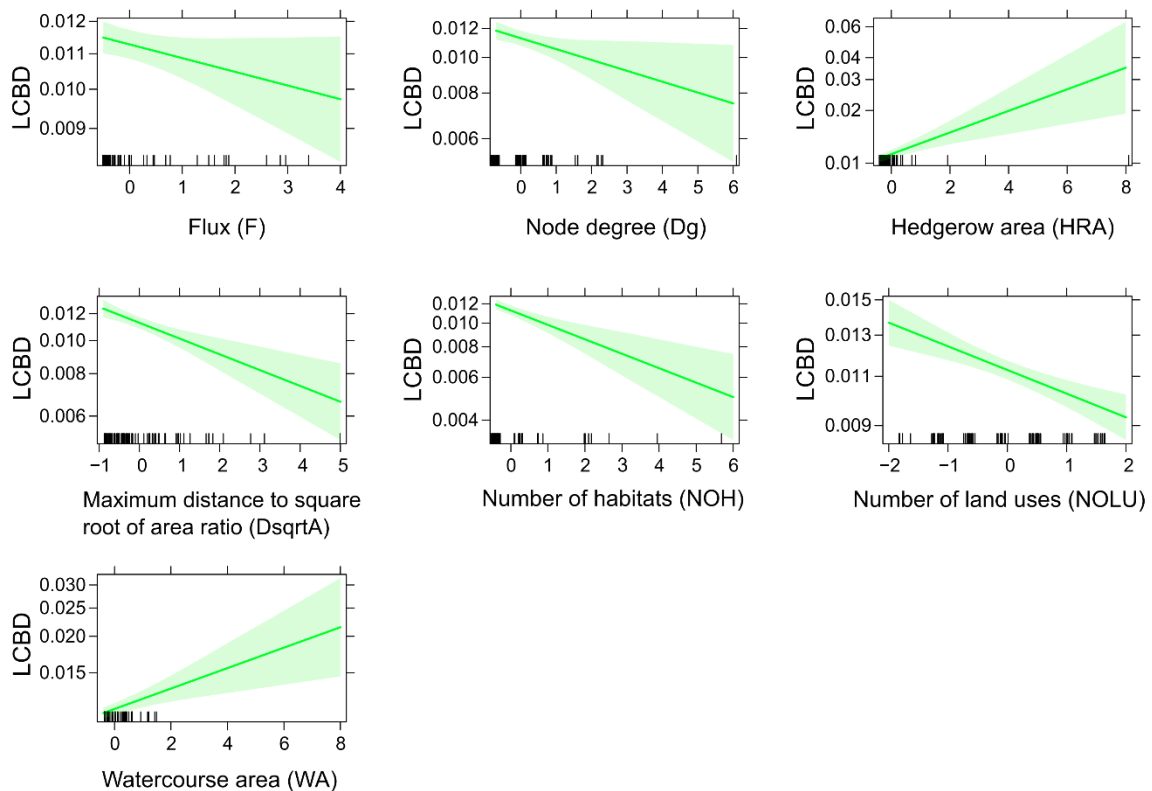 LCBD
0.012
0.011
0.010
0.009
0 1 2 3 4
Flux (F)
LCBD
0.012
0.010
0.008
0.006
0 1 2 3 4 5 6
Node degree (Dg)
LCBD
0.06
0.03
0.02
0.01
0 2 4 6 8
Hedgerow area (HRA)
LCBD
0.012
0.010
0.008
0.006
−1 0 1 2 3 4 5
Maximum distance to square
root of area ratio (DsqrtA)
LCBD
0.012
0.010
0.008
0.006
0.004
0 1 2 3 4 5 6
Number of habitats (NOH)
LCBD
0.015
0.013
0.011
0.009
−2 −1 0 1 2
Number of land uses (NOLU)
LCBD
0.030
0.025
0.020
0.015
0 2 4 6 8
Watercourse area (WA)